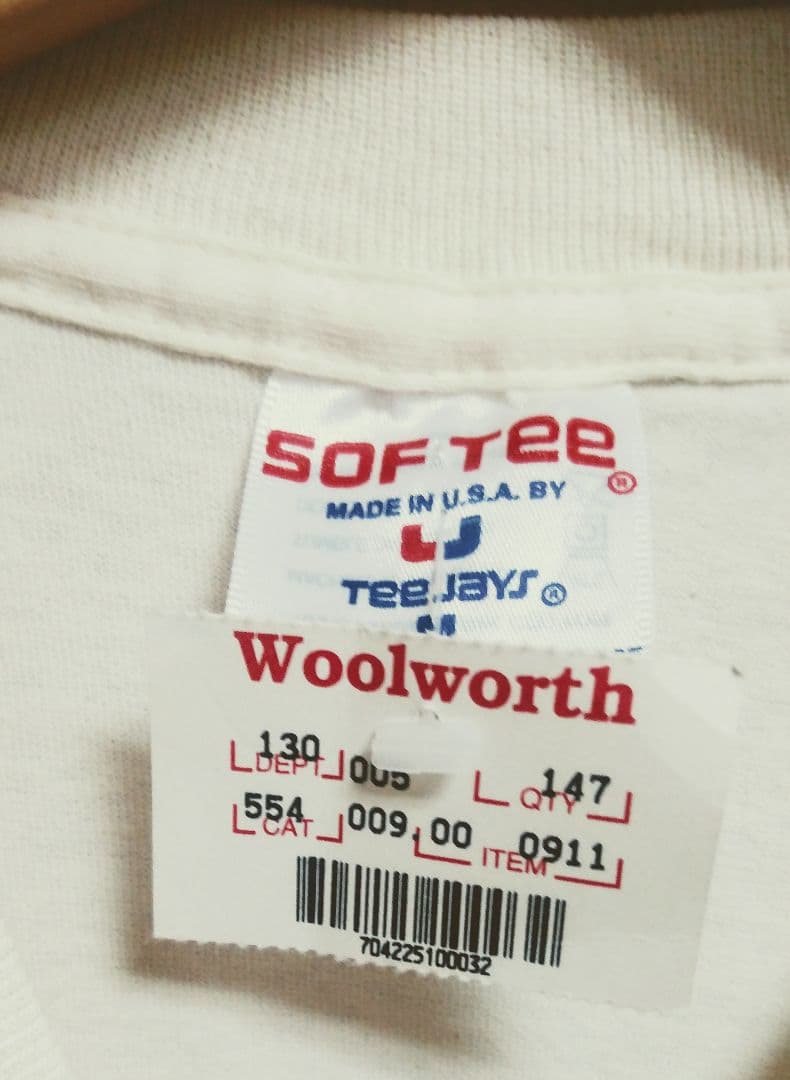 SOF Tee ®
MADE IN U.S.A. BY
Tee Jays ®
M
Woolworth
130 005 147
DEPT QTY
554 009.00 0911
CAT ITEM
704225100032